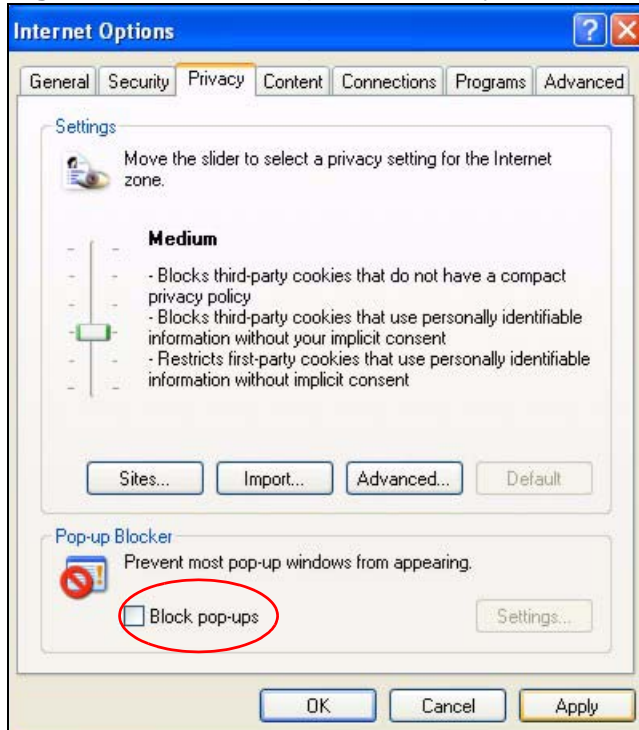 Internet Options
General Security Privacy Content Connections Programs Advanced
Settings
Move the slider to select a privacy setting for the Internet
zone.
Medium
- Blocks third-party cookies that do not have a compact
privacy policy
- Blocks third-party cookies that use personally identifiable
information without your implicit consent
- Restricts first-party cookies that use personally identifiable
information without implicit consent
Sites... Import... Advanced... Default
Pop-up Blocker
Prevent most pop-up windows from appearing.
Block pop-ups Settings...
OK Cancel Apply